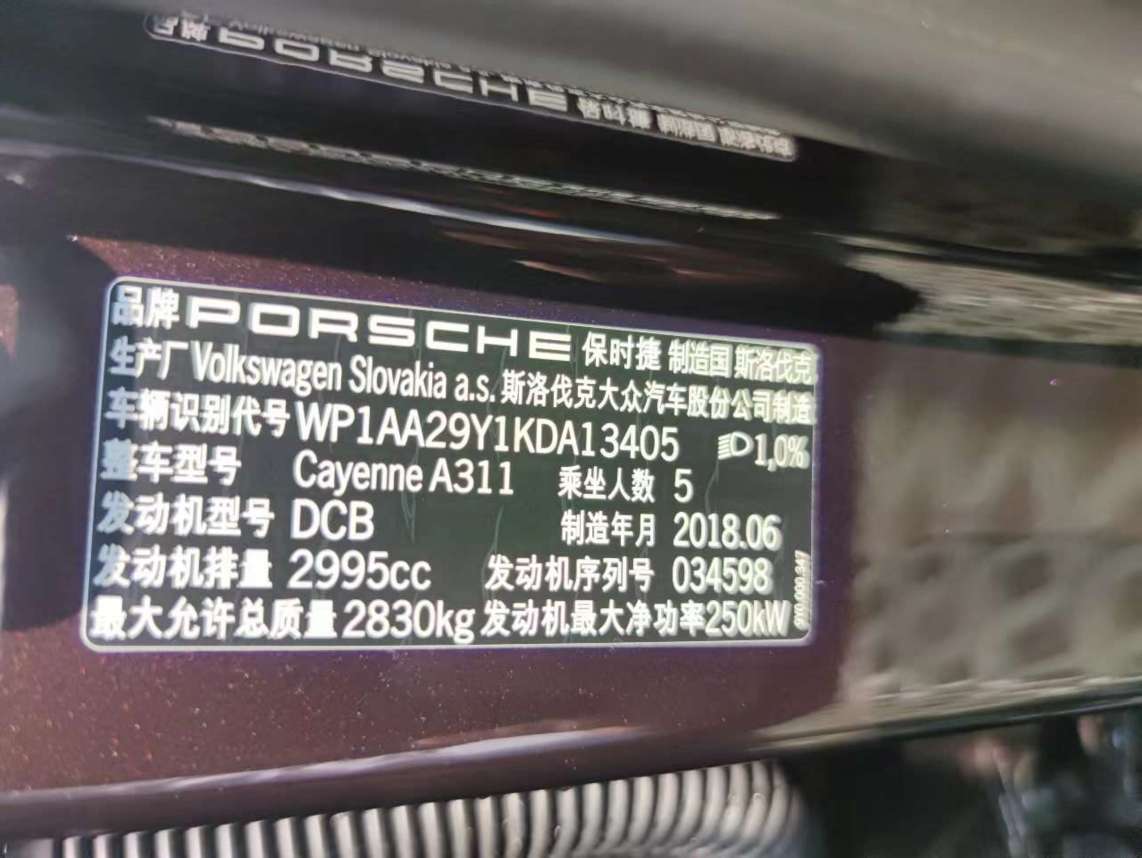 品牌 PORSCHE 保时捷 制造国 斯洛伐克
生产厂 Volkswagen Slovakia a.s. 斯洛伐克大众汽车股份公司制造
车辆识别代号 WP1AA29Y1KDA13405 1,0%
整车型号 Cayenne A311 乘坐人数 5
发动机型号 DCB 制造年月 2018.06
发动机排量 2995cc 发动机序列号 034598
最大允许总质量 2830kg 发动机最大净功率 250kW
PORSCHE